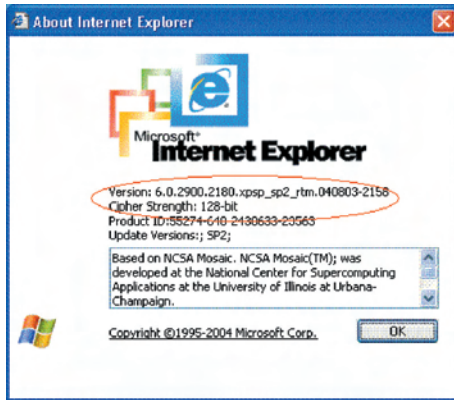 About Internet Explorer
Microsoft®
Internet Explorer
Version: 6.0.2900.2180.xpsp_sp2_rtm.040803-2158
Cipher Strength: 128-bit
Product ID:55274-640-2430633-23563
Update Versions:; SP2;
Based on NCSA Mosaic. NCSA Mosaic(TM); was
developed at the National Center for Supercomputing
Applications at the University of Illinois at Urbana-
Champaign.
Copyright ©1995-2004 Microsoft Corp.
OK